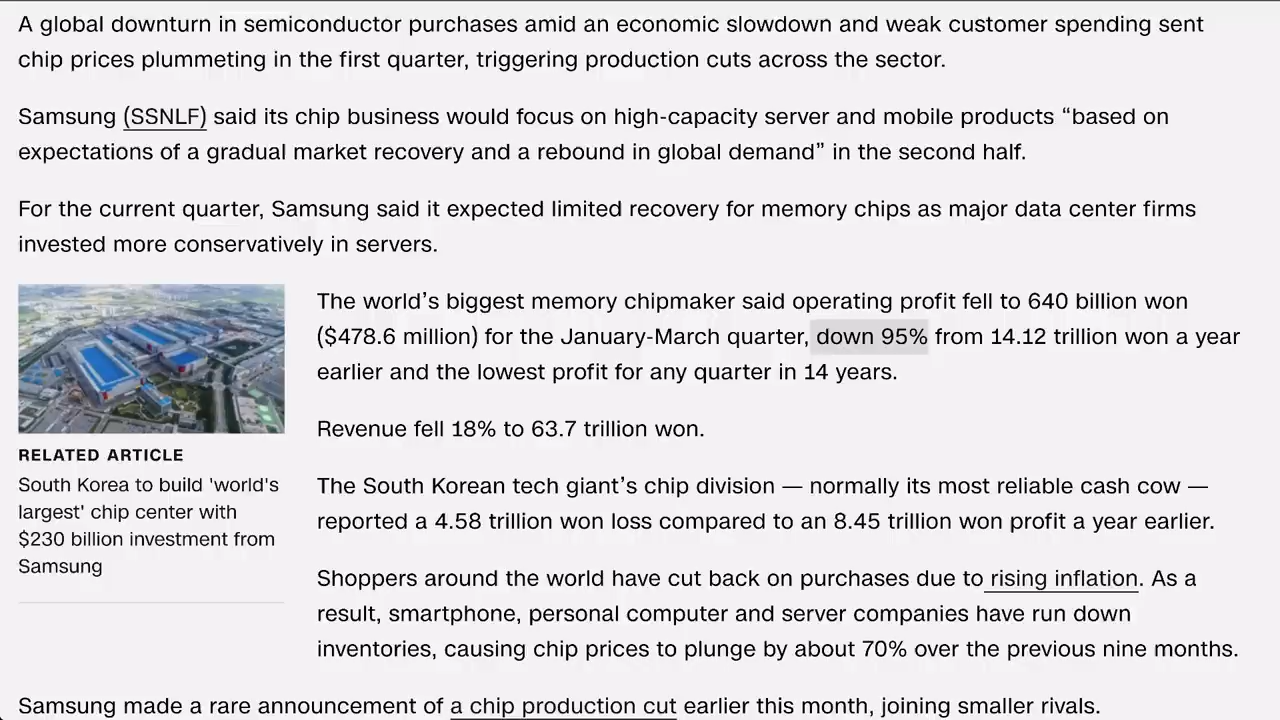 A global downturn in semiconductor purchases amid an economic slowdown and weak customer spending sent
chip prices plummeting in the first quarter, triggering production cuts across the sector.
Samsung (SSNLF) said its chip business would focus on high-capacity server and mobile products “based on
expectations of a gradual market recovery and a rebound in global demand” in the second half.
For the current quarter, Samsung said it expected limited recovery for memory chips as major data center firms
invested more conservatively in servers.
The world’s biggest memory chipmaker said operating profit fell to 640 billion won
($478.6 million) for the January-March quarter, down 95% from 14.12 trillion won a year
earlier and the lowest profit for any quarter in 14 years.
Revenue fell 18% to 63.7 trillion won.
RELATED ARTICLE
South Korea to build 'world's
largest' chip center with
$230 billion investment from
Samsung
The South Korean tech giant’s chip division — normally its most reliable cash cow —
reported a 4.58 trillion won loss compared to an 8.45 trillion won profit a year earlier.
Shoppers around the world have cut back on purchases due to rising inflation. As a
result, smartphone, personal computer and server companies have run down
inventories, causing chip prices to plunge by about 70% over the previous nine months.
Samsung made a rare announcement of a chip production cut earlier this month, joining smaller rivals.